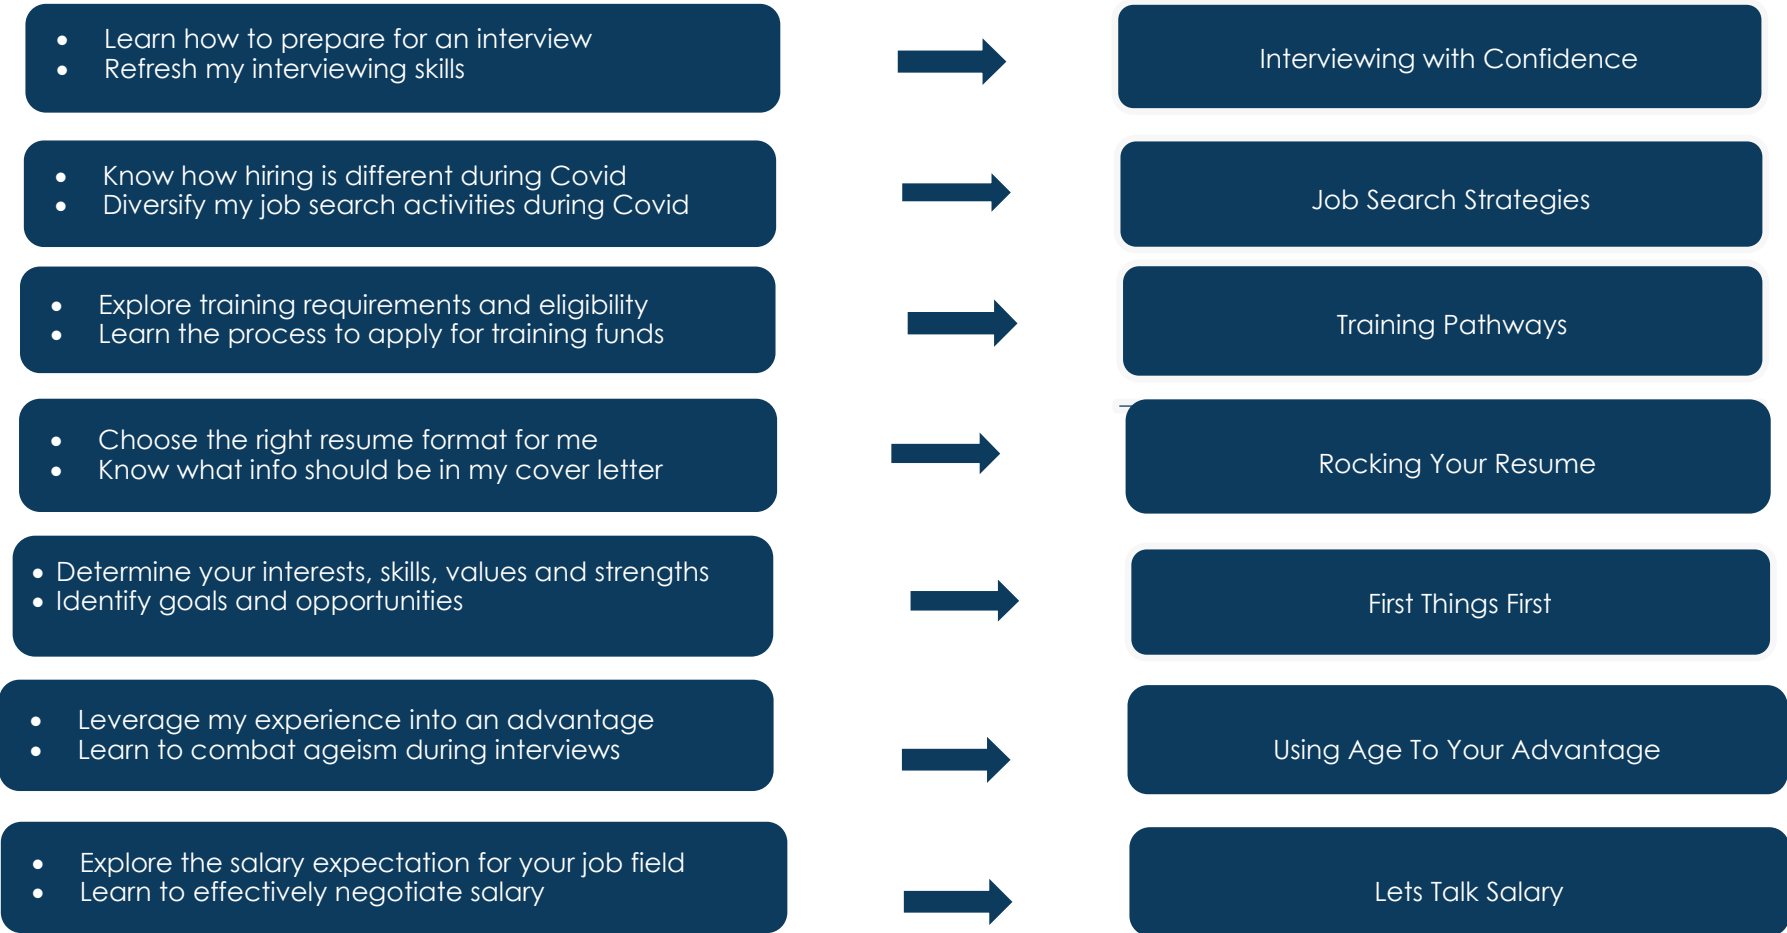 • Learn how to prepare for an interview
• Refresh my interviewing skills
Interviewing with Confidence
• Know how hiring is different during Covid
• Diversify my job search activities during Covid
Job Search Strategies
• Explore training requirements and eligibility
• Learn the process to apply for training funds
Training Pathways
• Choose the right resume format for me
• Know what info should be in my cover letter
Rocking Your Resume
• Determine your interests, skills, values and strengths
• Identify goals and opportunities
First Things First
• Leverage my experience into an advantage
• Learn to combat ageism during interviews
Using Age To Your Advantage
• Explore the salary expectation for your job field
• Learn to effectively negotiate salary
Lets Talk Salary